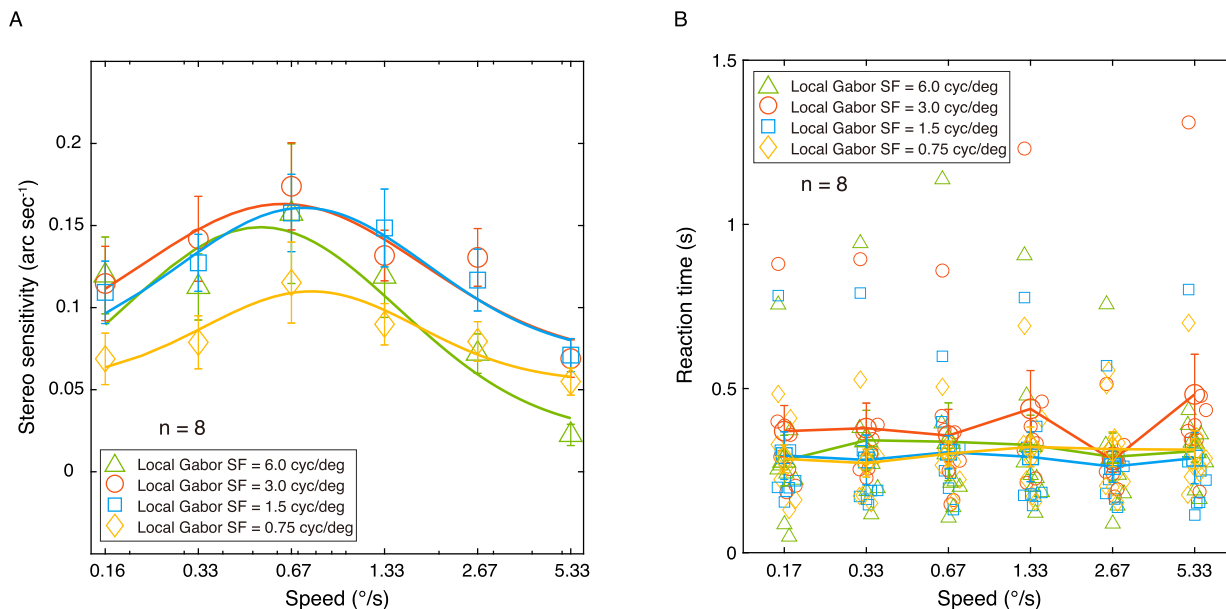 A
Stereo sensitivity (arc sec⁻¹)
0.2
0.15
0.1
0.05
0
n = 8
Local Gabor SF = 6.0 cyc/deg
Local Gabor SF = 3.0 cyc/deg
Local Gabor SF = 1.5 cyc/deg
Local Gabor SF = 0.75 cyc/deg
0.16 0.33 0.67 1.33 2.67 5.33
Speed (°/s)
B
Reaction time (s)
1.5
1
0.5
0
Local Gabor SF = 6.0 cyc/deg
Local Gabor SF = 3.0 cyc/deg
Local Gabor SF = 1.5 cyc/deg
Local Gabor SF = 0.75 cyc/deg
n = 8
0.17 0.33 0.67 1.33 2.67 5.33
Speed (°/s)